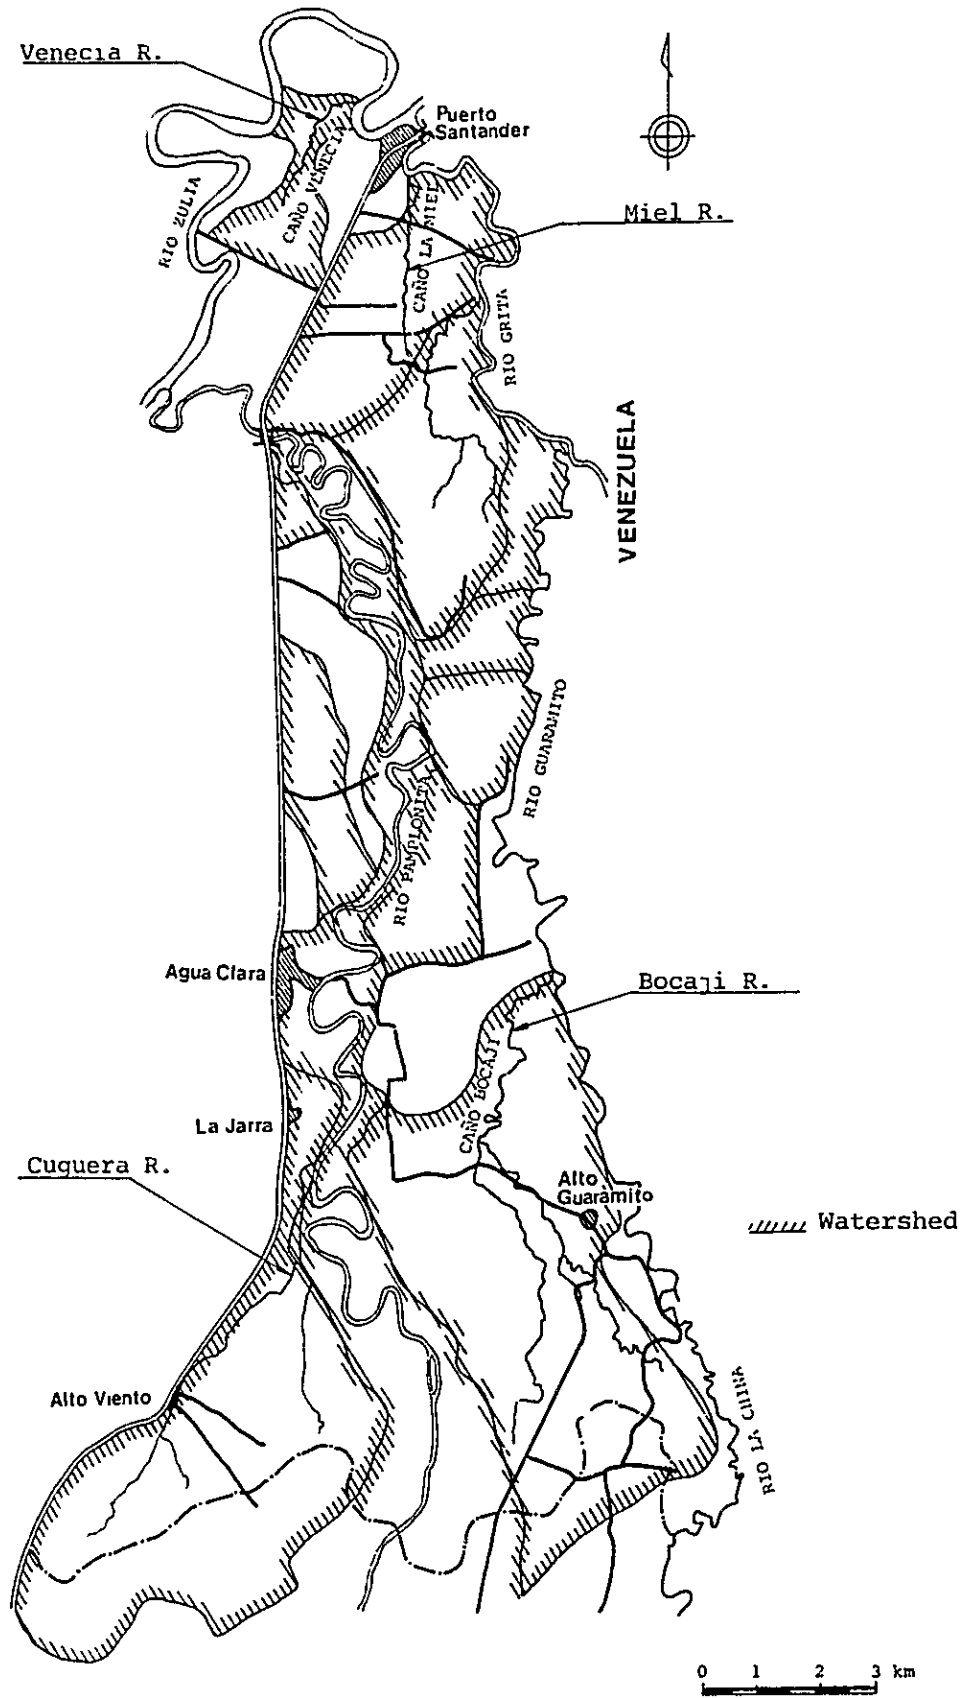 Venecia R.
Puerto
Santander
CAÑO VENECIA
RIO ZULIA
CAÑO LA MIEL
Miel R.
RIO GRITA
VENEZUELA
RIO GUARAMITO
RIO PAMPLONITA
Agua Clara
Bocaji R.
CAÑO BOCAJI
La Jarra
Cuguera R.
Alto
Guaramito
Watershed
Alto Viento
RIO LA CHINA
0 1 2 3 km